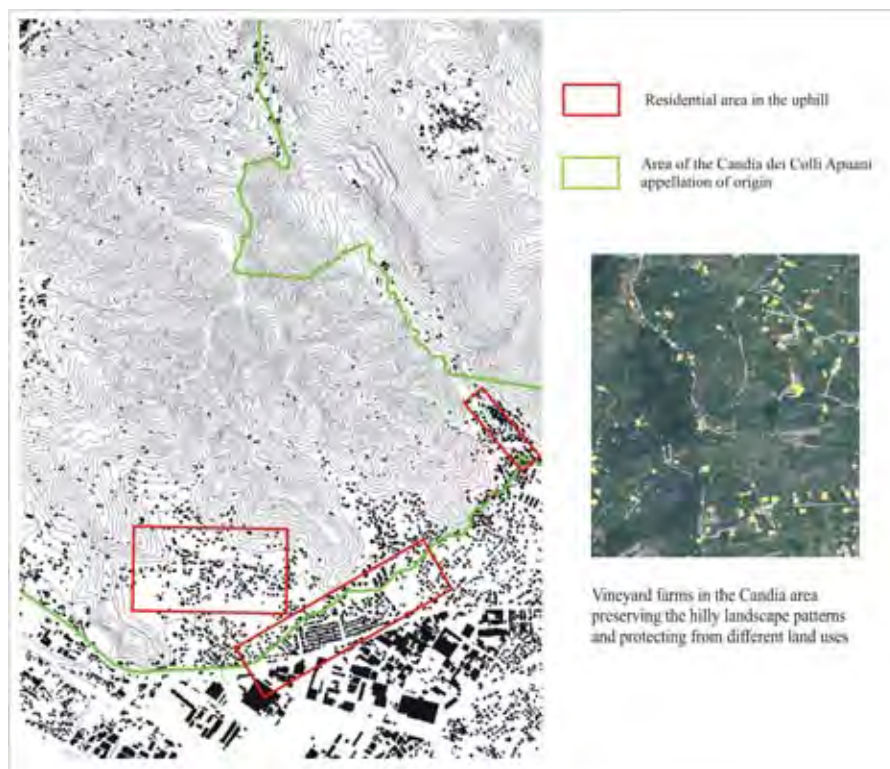 Residential area in the uphill
Area of the Candia dei Colli Apuani
appellation of origin
Vineyard farms in the Candia area
preserving the hilly landscape patterns
and protecting from different land uses